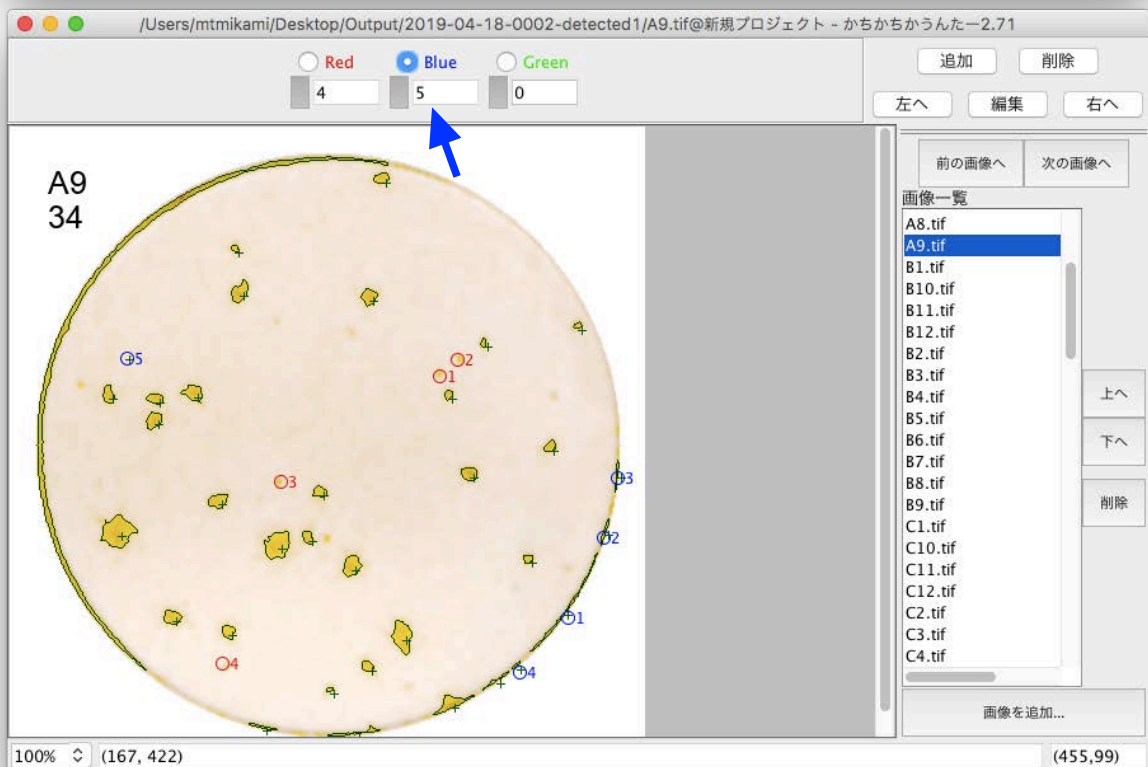 /Users/mtmikami/Desktop/Output/2019-04-18-0002-detected1/A9.tif@新規プロジェクト - かちかちかうんたー2.71
Red Blue Green
4 5 0
追加 削除
左へ 編集 右へ
前の画像へ 次の画像へ
画像一覧
A8.tif
A9.tif
B1.tif
B10.tif
B11.tif
B12.tif
B2.tif
B3.tif
B4.tif
B5.tif
B6.tif
B7.tif
B8.tif
B9.tif
C1.tif
C10.tif
C11.tif
C12.tif
C2.tif
C3.tif
C4.tif
上へ
下へ
削除
画像を追加...
A9
34
5
2
1
3
3
2
1
4
4
100% (167, 422) (455,99)